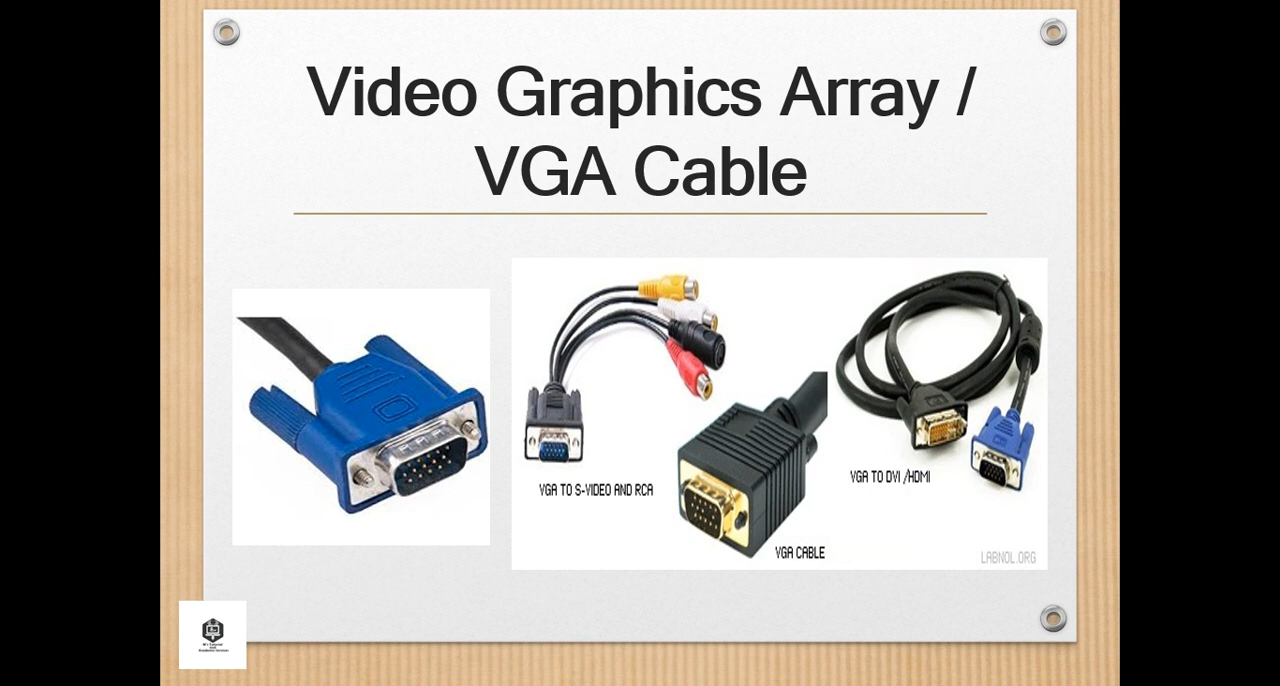 Video Graphics Array /
VGA Cable
VGA TO S-VIDEO AND RCA
VGA TO DVI /HDMI
VGA CABLE
LABNOL.ORG